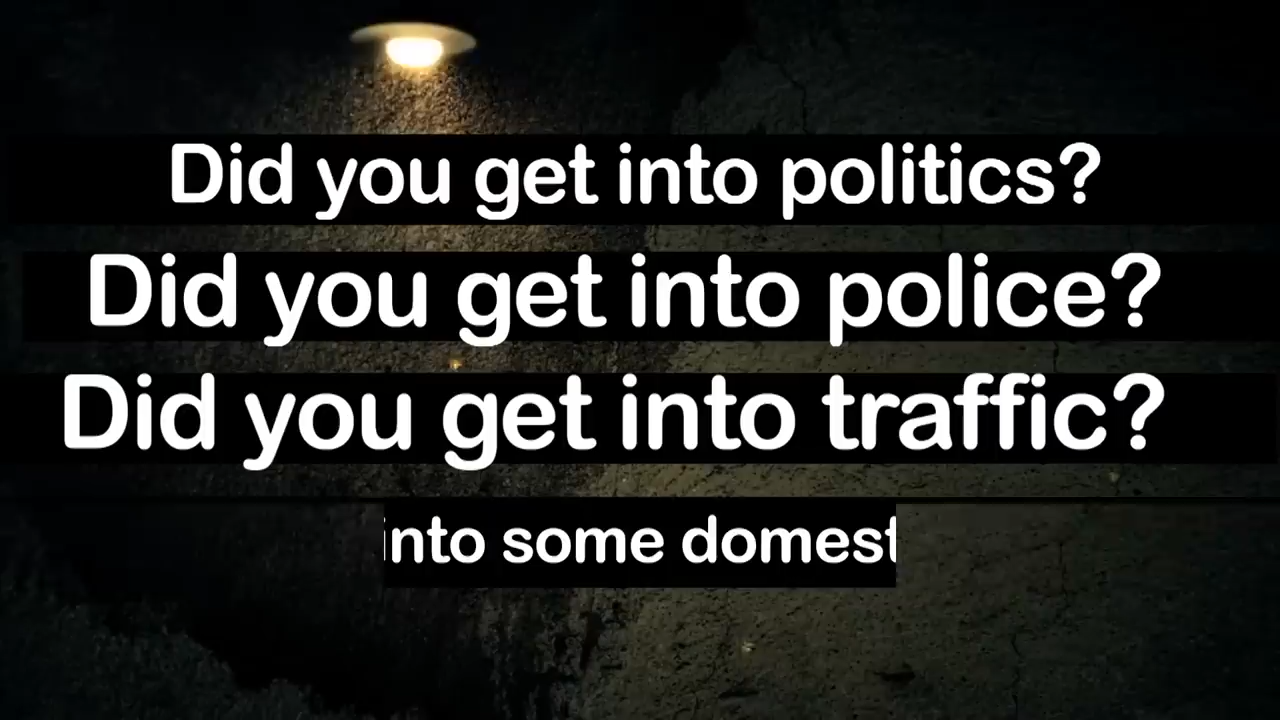 Did you get into politics?
Did you get into police?
Did you get into traffic?
into some domest